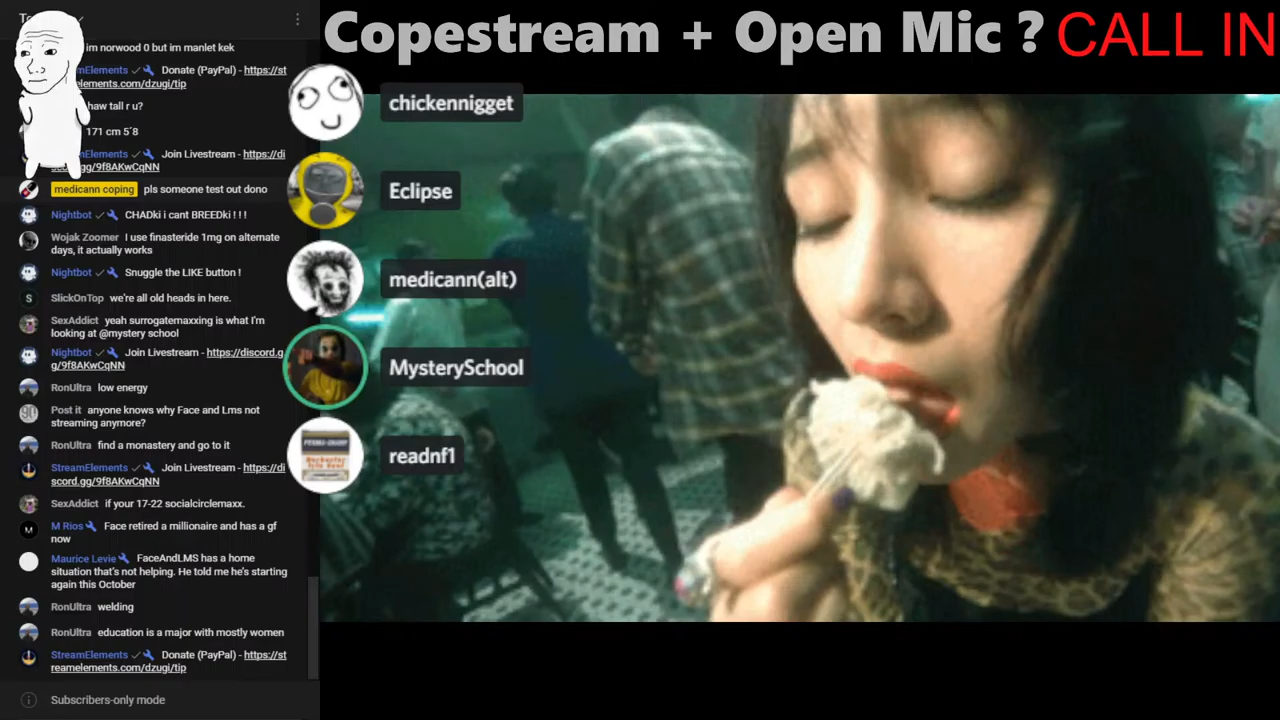 Copestream + Open Mic ? CALL IN
im norwood 0 but im manlet kek
Elements Donate (PayPal) - https://st
elements.com/dzugi/tip
haw tall r u?
171 cm 5´8
Elements Join Livestream - https://di
gg/9f8AKwCqNN
medicann coping pls someone test out dono
Nightbot CHADki i cant BREEDki ! ! !
Wojak Zoomer I use finasteride 1mg on alternate
days, it actually works
Nightbot Snuggle the LIKE button !
S SlickOnTop we're all old heads in here.
SexAddict yeah surrogatemaxxing is what I'm
looking at @mystery school
Nightbot Join Livestream - https://discord.g
g/9f8AKwCqNN
RonUltra low energy
Post it anyone knows why Face and Lms not
streaming anymore?
RonUltra find a monastery and go to it
StreamElements Join Livestream - https://di
scord.gg/9f8AKwCqNN
SexAddict if your 17-22 socialcirclemaxx.
M M Rios Face retired a millionaire and has a gf
now
Maurice Levie FaceAndLMS has a home
situation that's not helping. He told me he's starting
again this October
RonUltra welding
RonUltra education is a major with mostly women
StreamElements Donate (PayPal) - https://st
reamelements.com/dzugi/tip
Subscribers-only mode
chickennigget
Eclipse
medicann(alt)
MysterySchool
readnf1